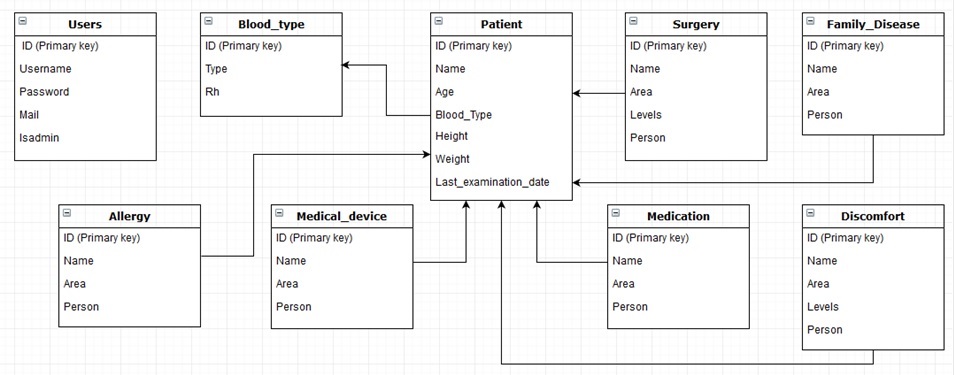 Users
ID (Primary key)
Username
Password
Mail
Isadmin
Blood_type
ID (Primary key)
Type
Rh
Patient
ID (Primary key)
Name
Age
Blood_Type
Height
Weight
Last_examination_date
Surgery
ID (Primary key)
Name
Area
Levels
Person
Family_Disease
ID (Primary key)
Name
Area
Person
Allergy
ID (Primary key)
Name
Area
Person
Medical_device
ID (Primary key)
Name
Area
Person
Medication
ID (Primary key)
Name
Area
Person
Discomfort
ID (Primary key)
Name
Area
Levels
Person